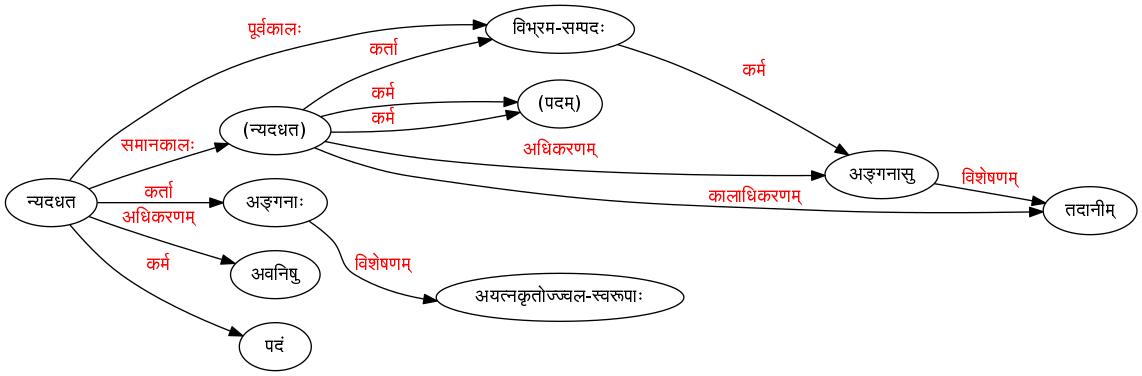 पूर्वकालः
विभ्रम-सम्पदः
कर्ता
कर्म
(पदम्)
कर्म
कर्म
(न्यदधत)
समानकालः
अधिकरणम्
अङ्गनासु
विशेषणम्
कालाधिकरणम्
तदानीम्
न्यदधत
कर्ता
अङ्गनाः
अधिकरणम्
विशेषणम्
कर्म
अवनिषु
अयत्नकृतोज्ज्वल-स्वरूपाः
पदं